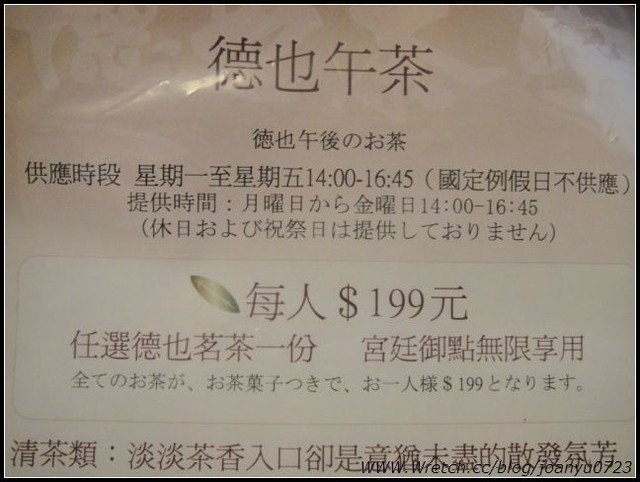 德也午茶
徳也午後のお茶
供應時段 星期一至星期五14:00-16:45（國定例假日不供應）
提供時間：月曜日から金曜日14:00-16:45
（休日および祝祭日は提供しておりません）
每人＄199元
任選德也茗茶一份 宮廷御點無限享用
全てのお茶が、お茶菓子つきで、お一人様＄199となります。
清茶類：淡淡茶香入口卻是意猶未盡的散發氛芳
www.wretch.cc/blog/joanyu0723